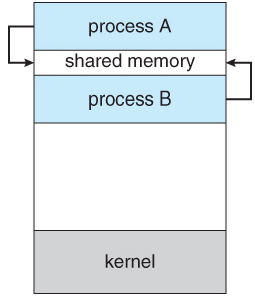 process A
shared memory
process B
kernel